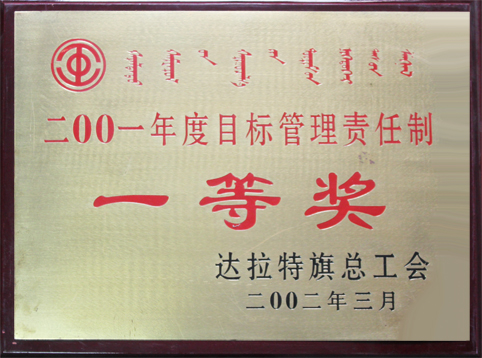 二00一年度目标管理责任制
一等奖
达拉特旗总工会
二00二年三月